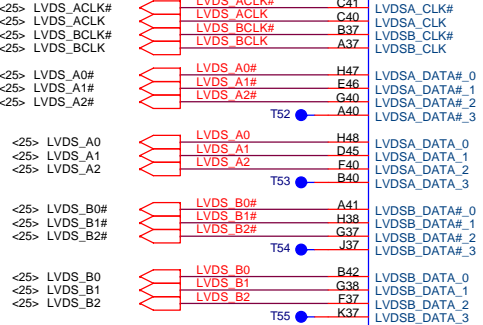 <25> LVDS_ACLK# LVDS_ACLK# C41 LVDSA_CLK#
<25> LVDS_ACLK LVDS_ACLK C40 LVDSA_CLK
<25> LVDS_BCLK# LVDS_BCLK# B37 LVDSB_CLK#
<25> LVDS_BCLK LVDS_BCLK A37 LVDSB_CLK
<25> LVDS_A0# LVDS_A0# H47 LVDSA_DATA#_0
<25> LVDS_A1# LVDS_A1# E46 LVDSA_DATA#_1
<25> LVDS_A2# LVDS_A2# G40 LVDSA_DATA#_2
T52 A40 LVDSA_DATA#_3
<25> LVDS_A0 LVDS_A0 H48 LVDSA_DATA_0
<25> LVDS_A1 LVDS_A1 D45 LVDSA_DATA_1
<25> LVDS_A2 LVDS_A2 F40 LVDSA_DATA_2
T53 B40 LVDSA_DATA_3
<25> LVDS_B0# LVDS_B0# A41 LVDSB_DATA#_0
<25> LVDS_B1# LVDS_B1# H38 LVDSB_DATA#_1
<25> LVDS_B2# LVDS_B2# G37 LVDSB_DATA#_2
T54 J37 LVDSB_DATA#_3
<25> LVDS_B0 LVDS_B0 B42 LVDSB_DATA_0
<25> LVDS_B1 LVDS_B1 G38 LVDSB_DATA_1
<25> LVDS_B2 LVDS_B2 F37 LVDSB_DATA_2
T55 K37 LVDSB_DATA_3